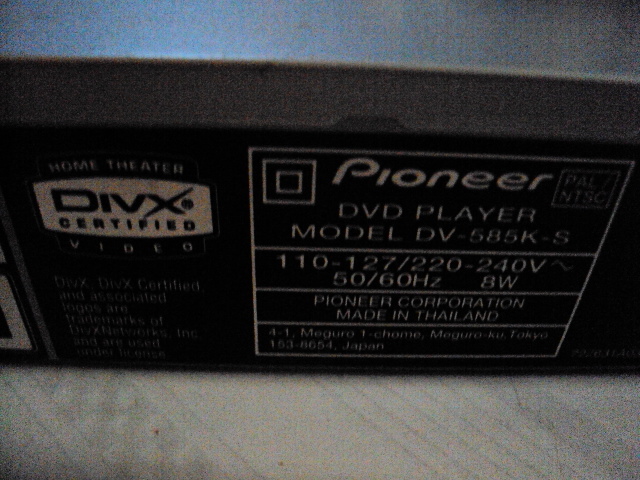 HOME THEATER
DIVX®
CERTIFIED
VIDEO
DivX, DivX Certified,
and associated
logos are
trademarks of
DivXNetworks, Inc
and are used
under license
Pioneer
PAL/
NTSC
DVD PLAYER
MODEL DV-585K-S
110-127/220-240V~
50/60Hz 8W
PIONEER CORPORATION
MADE IN THAILAND
4-1, Meguro 1-chome, Meguro-ku, Tokyo
153-8654, Japan